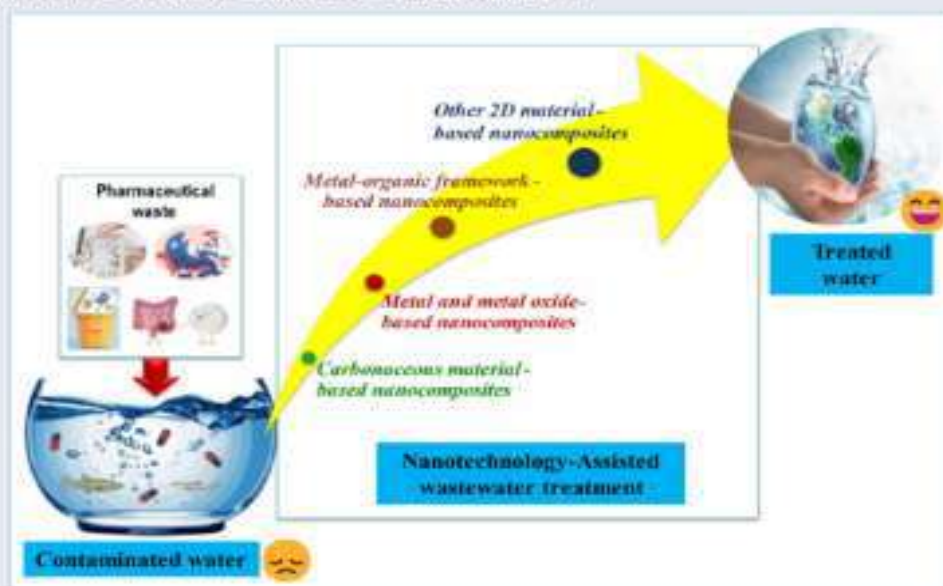 Pharmaceutical
waste
Contaminated water
Carbonaceous material-
based nanocomposites
Metal and metal oxide-
based nanocomposites
Metal-organic framework-
based nanocomposites
Other 2D material-
based nanocomposites
Nanotechnology-Assisted
wastewater treatment
Treated
water